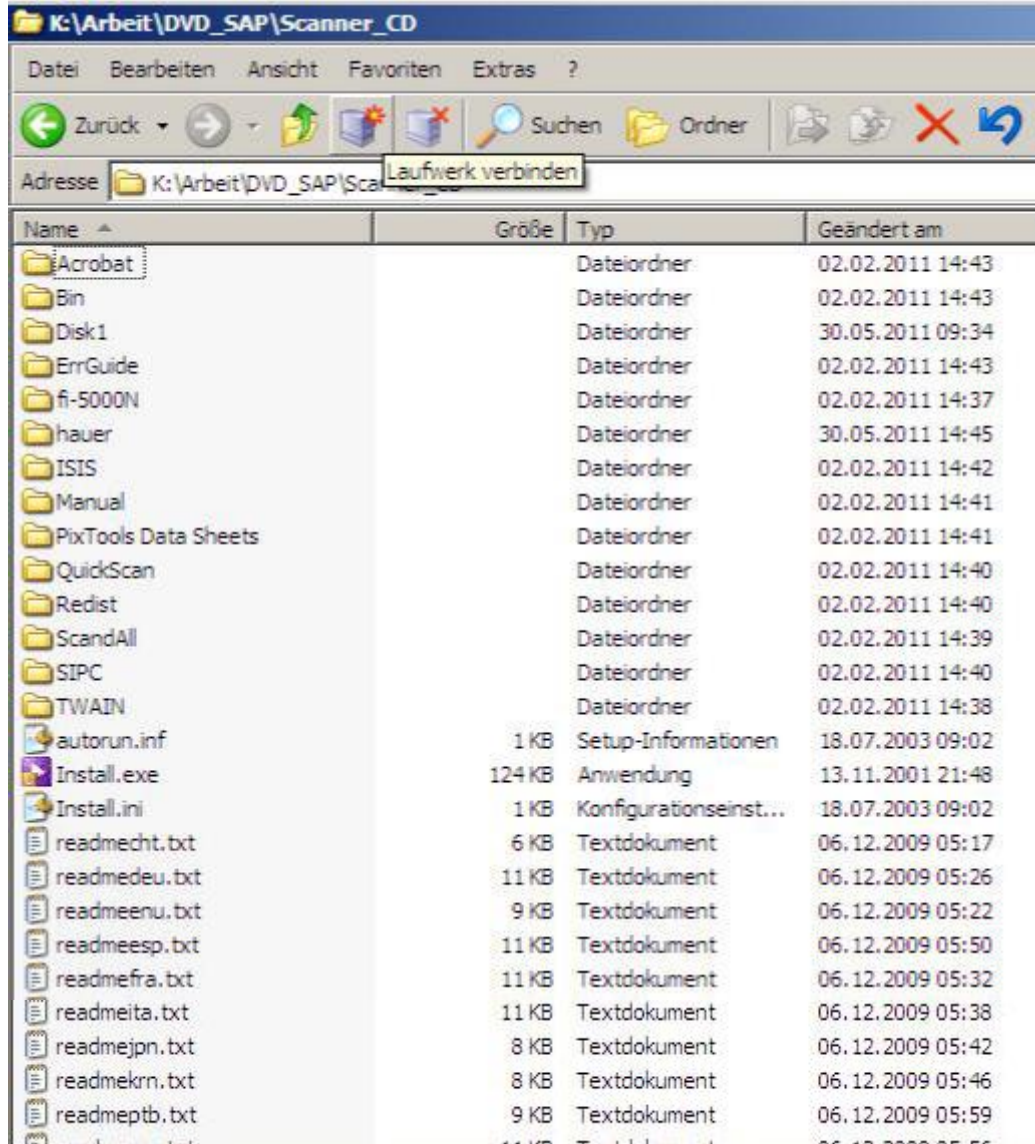 K:\Arbeit\DVD_SAP\Scanner_CD
Datei Bearbeiten Ansicht Favoriten Extras ?
Zurück Suchen Ordner
Laufwerk verbinden
Adresse K:\Arbeit\DVD_SAP\Scanner_CD
Name Größe Typ Geändert am
Acrobat Dateiordner 02.02.2011 14:43
Bin Dateiordner 02.02.2011 14:43
Disk1 Dateiordner 30.05.2011 09:34
ErrGuide Dateiordner 02.02.2011 14:43
fi-5000N Dateiordner 02.02.2011 14:37
hauer Dateiordner 30.05.2011 14:45
ISIS Dateiordner 02.02.2011 14:42
Manual Dateiordner 02.02.2011 14:41
PixTools Data Sheets Dateiordner 02.02.2011 14:41
QuickScan Dateiordner 02.02.2011 14:40
Redist Dateiordner 02.02.2011 14:40
ScandAll Dateiordner 02.02.2011 14:39
SIPC Dateiordner 02.02.2011 14:40
TWAIN Dateiordner 02.02.2011 14:38
autorun.inf 1 KB Setup-Informationen 18.07.2003 09:02
Install.exe 124 KB Anwendung 13.11.2001 21:48
Install.ini 1 KB Konfigurationseinst... 18.07.2003 09:02
readmecht.txt 6 KB Textdokument 06.12.2009 05:17
readmedeu.txt 11 KB Textdokument 06.12.2009 05:26
readmeenu.txt 9 KB Textdokument 06.12.2009 05:22
readmeesp.txt 11 KB Textdokument 06.12.2009 05:50
readmefra.txt 11 KB Textdokument 06.12.2009 05:32
readmeita.txt 11 KB Textdokument 06.12.2009 05:38
readmejpn.txt 8 KB Textdokument 06.12.2009 05:42
readmekrn.txt 8 KB Textdokument 06.12.2009 05:46
readmeptb.txt 9 KB Textdokument 06.12.2009 05:59